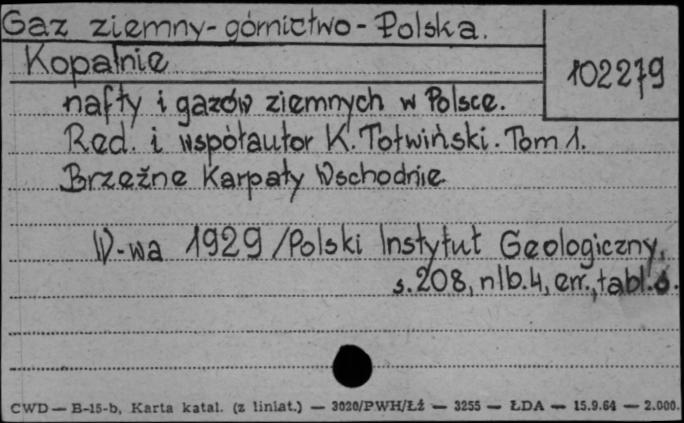 Gaz ziemny-górnictwo-Polska.
Kopalnie
102279
nafty i gazów ziemnych w Polsce.
Red. i współautor K. Tołwiński. Tom 1.
Brzeżne Karpaty Wschodnie
W-wa 1929 /Polski Instytut Geologiczny,
s.208, nlb.4, err., tabl.6.
CWD — B-15-b, Karta katal. (z liniat.) — 3020/PWH/Łż — 3255 — ŁDA — 15.9.64 — 2.000.